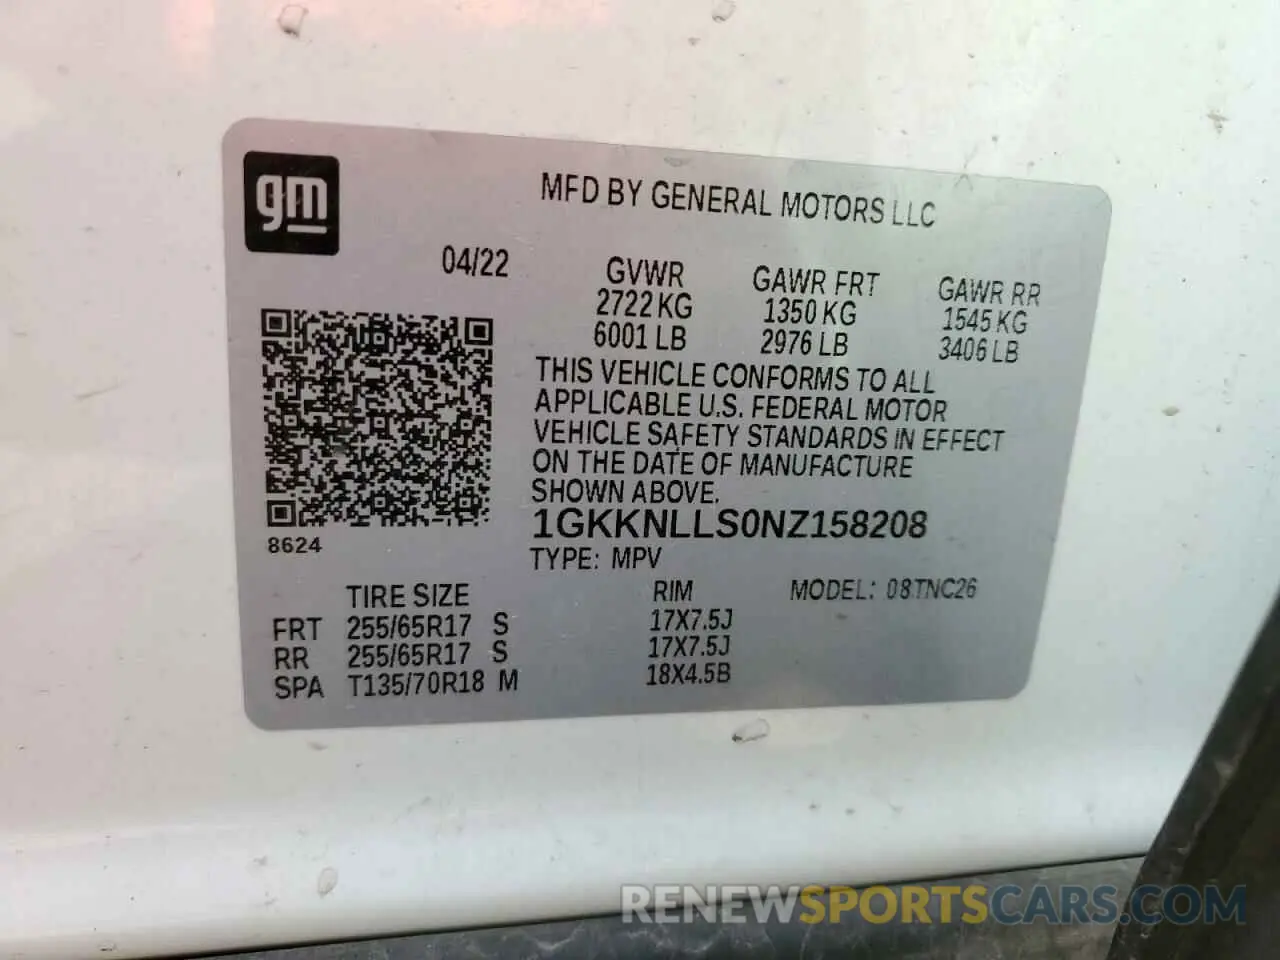 gm
MFD BY GENERAL MOTORS LLC
04/22
GVWR GAWR FRT GAWR RR
2722 KG 1350 KG 1545 KG
6001 LB 2976 LB 3406 LB
THIS VEHICLE CONFORMS TO ALL
APPLICABLE U.S. FEDERAL MOTOR
VEHICLE SAFETY STANDARDS IN EFFECT
ON THE DATE OF MANUFACTURE
SHOWN ABOVE.
1GKKNLLS0NZ158208
8624
TYPE: MPV
TIRE SIZE RIM MODEL: 08TNC26
FRT 255/65R17 S 17X7.5J
RR 255/65R17 S 17X7.5J
SPA T135/70R18 M 18X4.5B
RENEWSPORTSCARS.COM